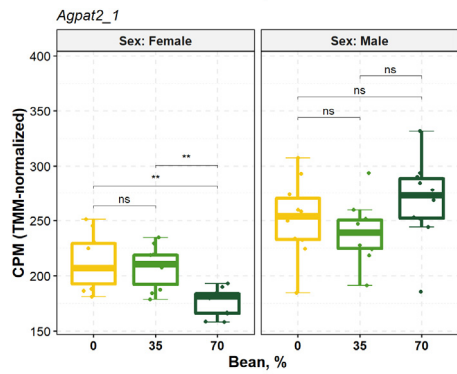 Agpat2_1
Sex: Female
Sex: Male
CPM (TMM-normalized)
400
350
300
250
200
150
ns
**
**
ns
ns
ns
0
35
70
0
35
70
Bean, %